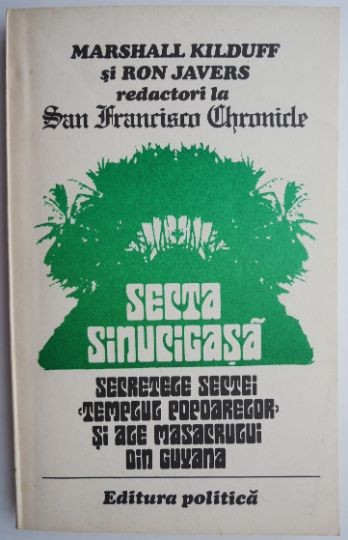 MARSHALL KILDUFF
și RON JAVERS
redactori la
San Francisco Chronicle
SECTA
SINUCIGAȘĂ
SECRETELE SECTEI
‹TEMPLUL POPOARELOR›
ȘI ALE MASACRULUI
DIN GUYANA
Editura politică